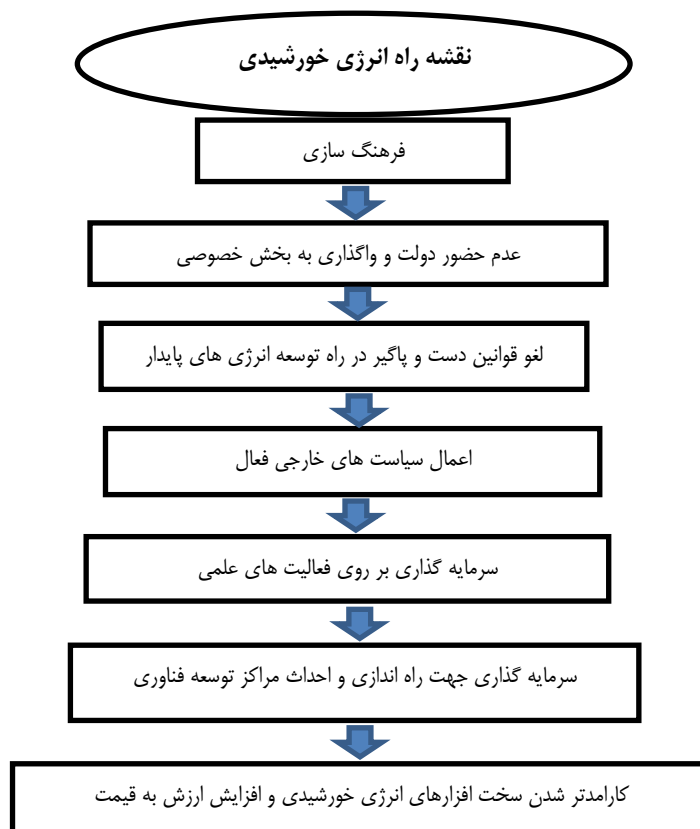 نقشه راه انرژی خورشیدی
فرهنگ سازی
عدم حضور دولت و واگذاری به بخش خصوصی
لغو قوانین دست و پاگیر در راه توسعه انرژی های پایدار
اعمال سیاست های خارجی فعال
سرمایه گذاری بر روی فعالیت های علمی
سرمایه گذاری جهت راه اندازی و احداث مراکز توسعه فناوری
کارامدتر شدن سخت افزارهای انرژی خورشیدی و افزایش ارزش به قیمت